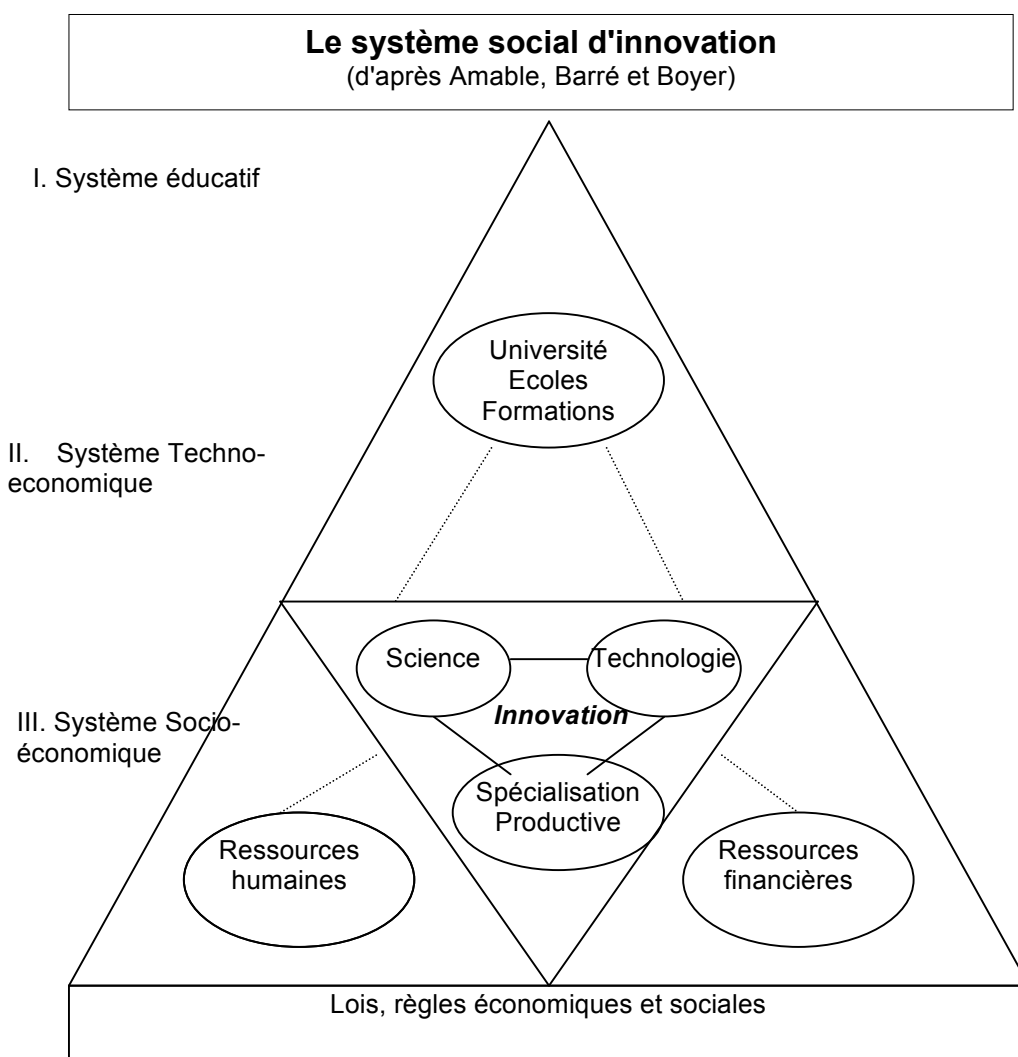 Le système social d'innovation
(d'après Amable, Barré et Boyer)
I. Système éducatif
Université
Ecoles
Formations
II. Système Techno-
economique
Science
Technologie
Innovation
III. Système Socio-
économique
Spécialisation
Productive
Ressources
humaines
Ressources
financières
Lois, règles économiques et sociales